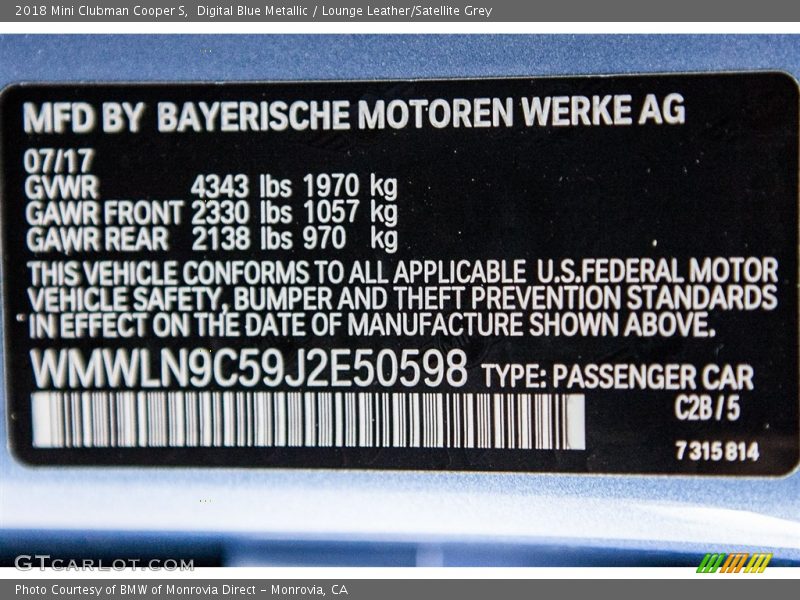 2018 Mini Clubman Cooper S,  Digital Blue Metallic / Lounge Leather/Satellite Grey
MFD BY BAYERISCHE MOTOREN WERKE AG
07/17
GVWR 4343 lbs 1970 kg
GAWR FRONT 2330 lbs 1057 kg
GAWR REAR 2138 lbs 970 kg
THIS VEHICLE CONFORMS TO ALL APPLICABLE U.S.FEDERAL MOTOR
VEHICLE SAFETY, BUMPER AND THEFT PREVENTION STANDARDS
IN EFFECT ON THE DATE OF MANUFACTURE SHOWN ABOVE.
WMWLN9C59J2E50598 TYPE: PASSENGER CAR
C2B / 5
7315814
GTcarlot.com
Photo Courtesy of BMW of Monrovia Direct - Monrovia, CA